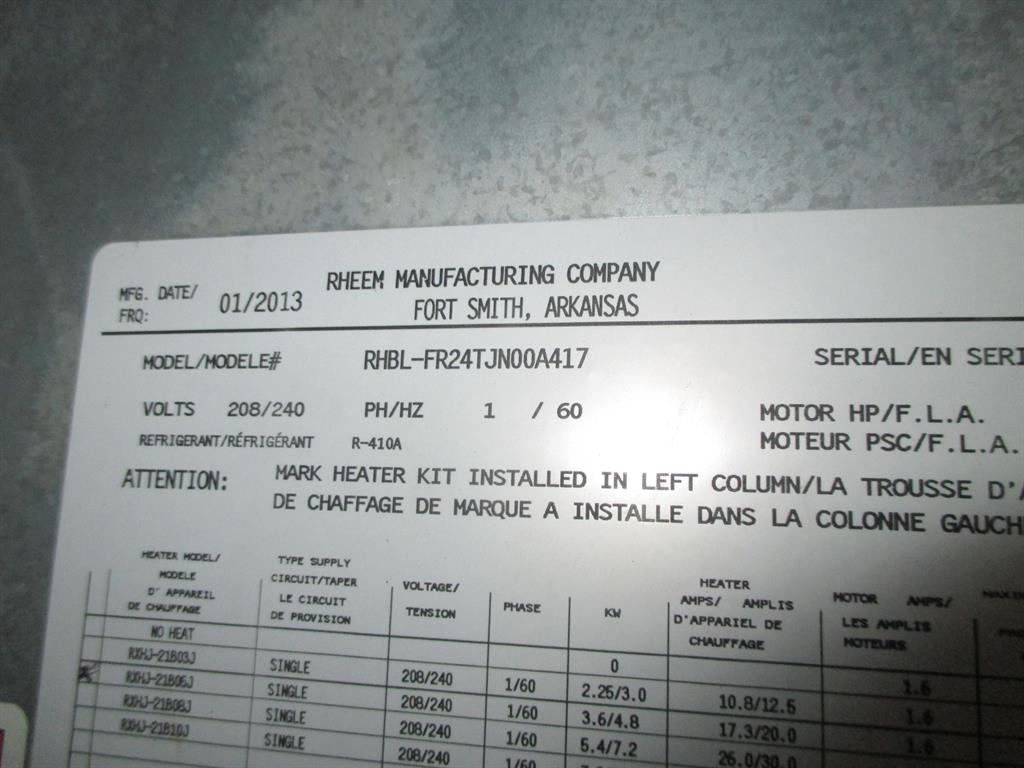 MFG. DATE/
FRQ:
01/2013
RHEEM MANUFACTURING COMPANY
FORT SMITH, ARKANSAS
MODEL/MODELE# RHBL-FR24TJN00A417 SERIAL/EN SERI
VOLTS 208/240 PH/HZ 1 / 60 MOTOR HP/F.L.A.
REFRIGERANT/RÉFRIGÉRANT R-410A MOTEUR PSC/F.L.A.
ATTENTION: MARK HEATER KIT INSTALLED IN LEFT COLUMN/LA TROUSSE D'A
DE CHAFFAGE DE MARQUE A INSTALLE DANS LA COLONNE GAUCH
HEATER MODEL/
MODELE
D' APPAREIL
DE CHAUFFAGE
TYPE SUPPLY
CIRCUIT/TAPER
LE CIRCUIT
DE PROVISION
VOLTAGE/
TENSION
PHASE
KW
HEATER
AMPS/ AMPLIS
D'APPAREIL DE
CHAUFFAGE
MOTOR AMPS/
LES AMPLIS
MOTEURS
NO HEAT 0 1.6
RXHJ-21B03J SINGLE 208/240 1/60 2.25/3.0 10.8/12.5 1.6
RXHJ-21B05J SINGLE 208/240 1/60 3.6/4.8 17.3/20.0 1.6
RXHJ-21B08J SINGLE 208/240 1/60 5.4/7.2 26.0/30.0
RXHJ-21B10J SINGLE 208/240 1/60